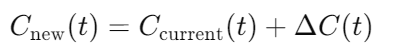 C_new(t) = C_current(t) + ΔC(t)